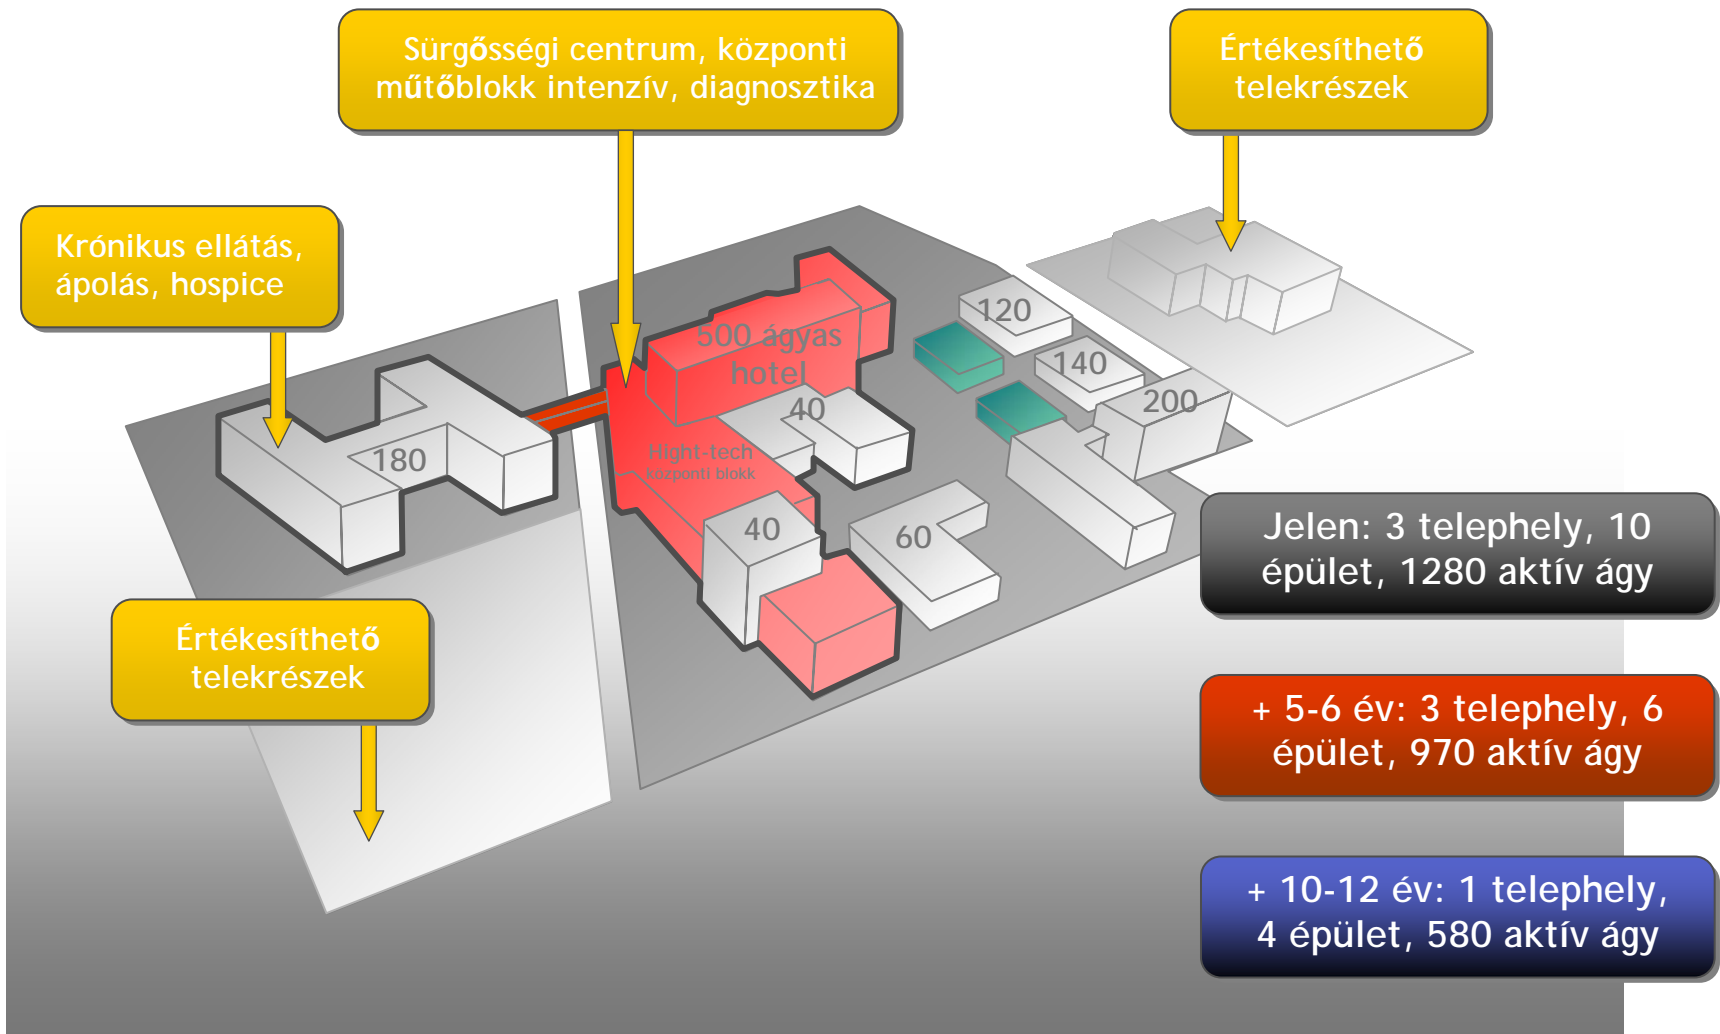 Sürgősségi centrum, központi
műtőblokk intenzív, diagnosztika
Értékesíthető
telekrészek
Krónikus ellátás,
ápolás, hospice
500 ágyas
hotel
120
140
200
40
180
Hight-tech
központi blokk
40
60
Jelen: 3 telephely, 10
épület, 1280 aktív ágy
Értékesíthető
telekrészek
+ 5-6 év: 3 telephely, 6
épület, 970 aktív ágy
+ 10-12 év: 1 telephely,
4 épület, 580 aktív ágy